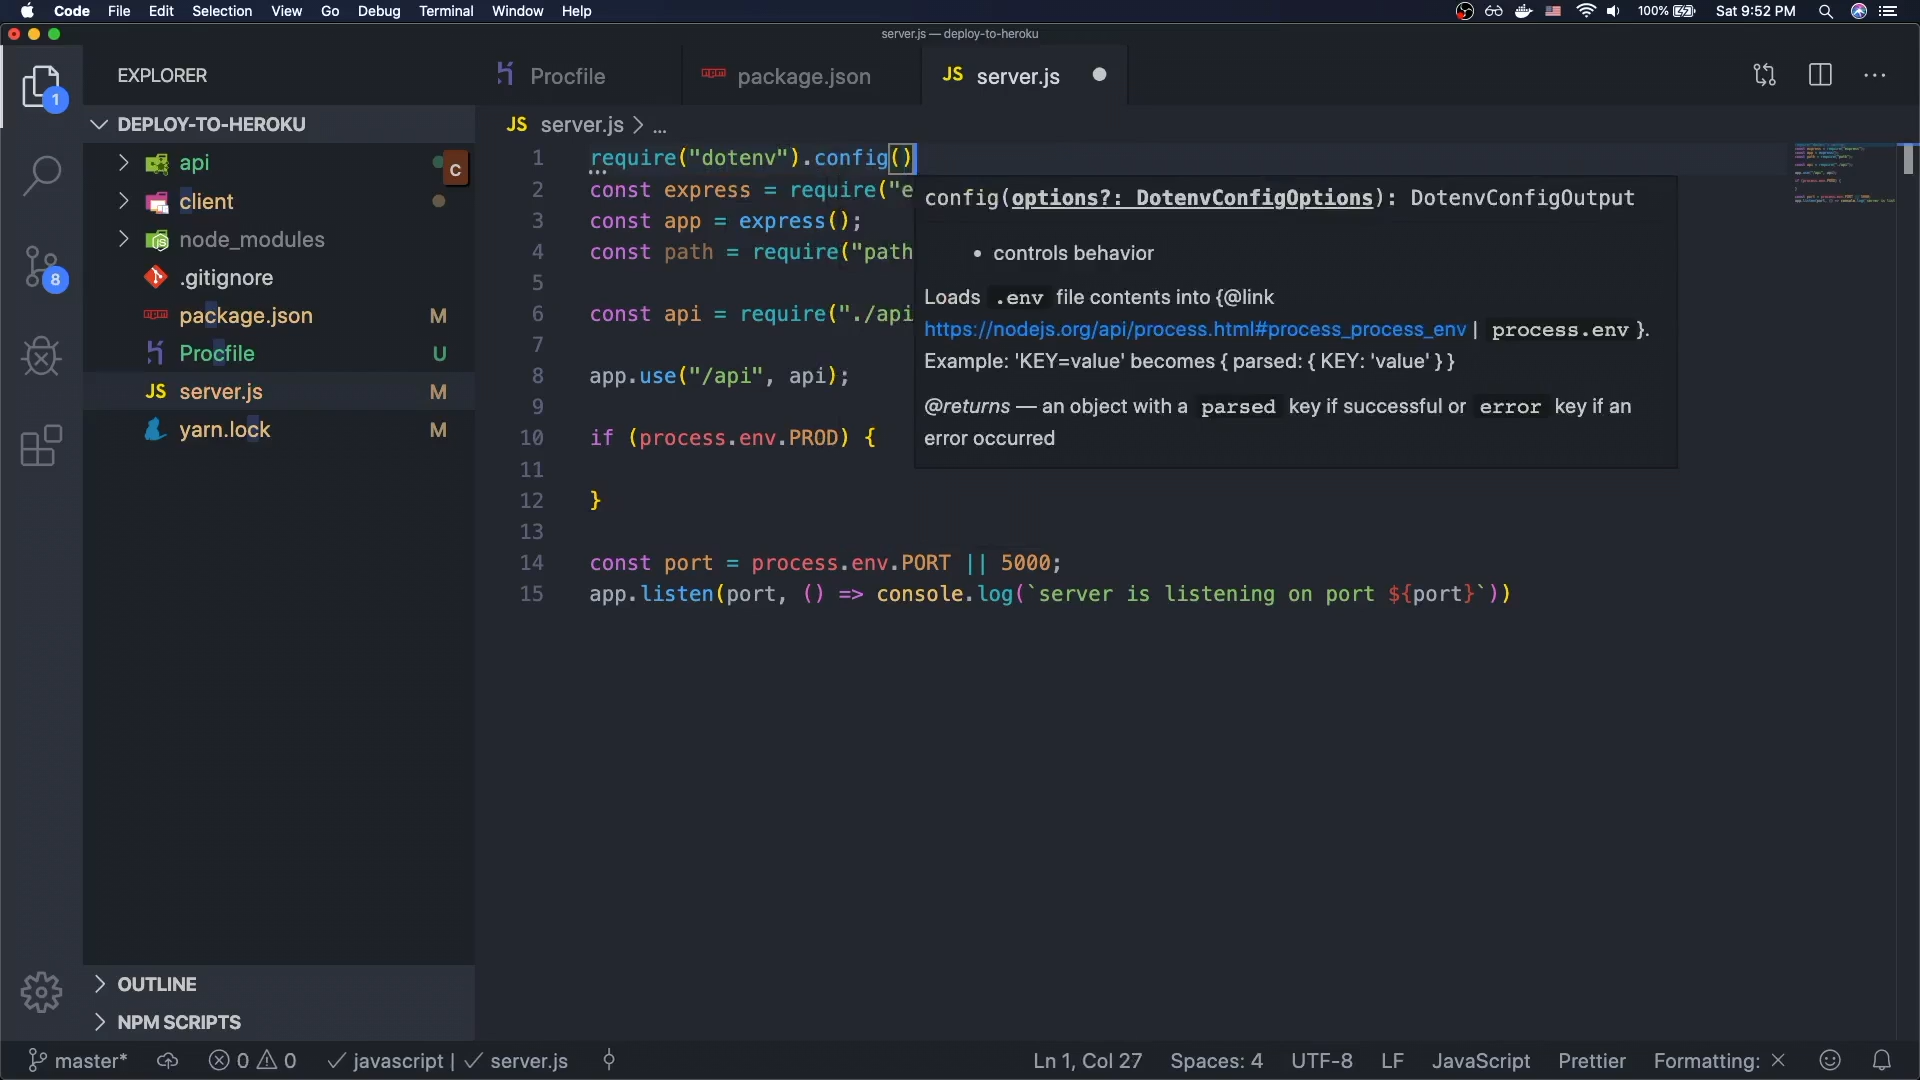 Code File Edit Selection View Go Debug Terminal Window Help 100% Sat 9:52 PM
server.js — deploy-to-heroku
EXPLORER
DEPLOY-TO-HEROKU
api
c
client
node_modules
.gitignore
package.json M
Procfile U
JS server.js M
yarn.lock M
OUTLINE
NPM SCRIPTS
1
8
Procfile
package.json
JS server.js
JS server.js > ...
1 require("dotenv").config()
2 const express = require("e
3 const app = express();
4 const path = require("path
5
6 const api = require("./api
7
8 app.use("/api", api);
9
10 if (process.env.PROD) {
11
12 }
13
14 const port = process.env.PORT || 5000;
15 app.listen(port, () => console.log(`server is listening on port ${port}`))
config(options?: DotenvConfigOptions): DotenvConfigOutput
• controls behavior
Loads .env file contents into {@link
https://nodejs.org/api/process.html#process_process_env | process.env }.
Example: 'KEY=value' becomes { parsed: { KEY: 'value' } }
@returns — an object with a parsed key if successful or error key if an
error occurred
master* 0 0 javascript | server.js Ln 1, Col 27 Spaces: 4 UTF-8 LF JavaScript Prettier Formatting: ×